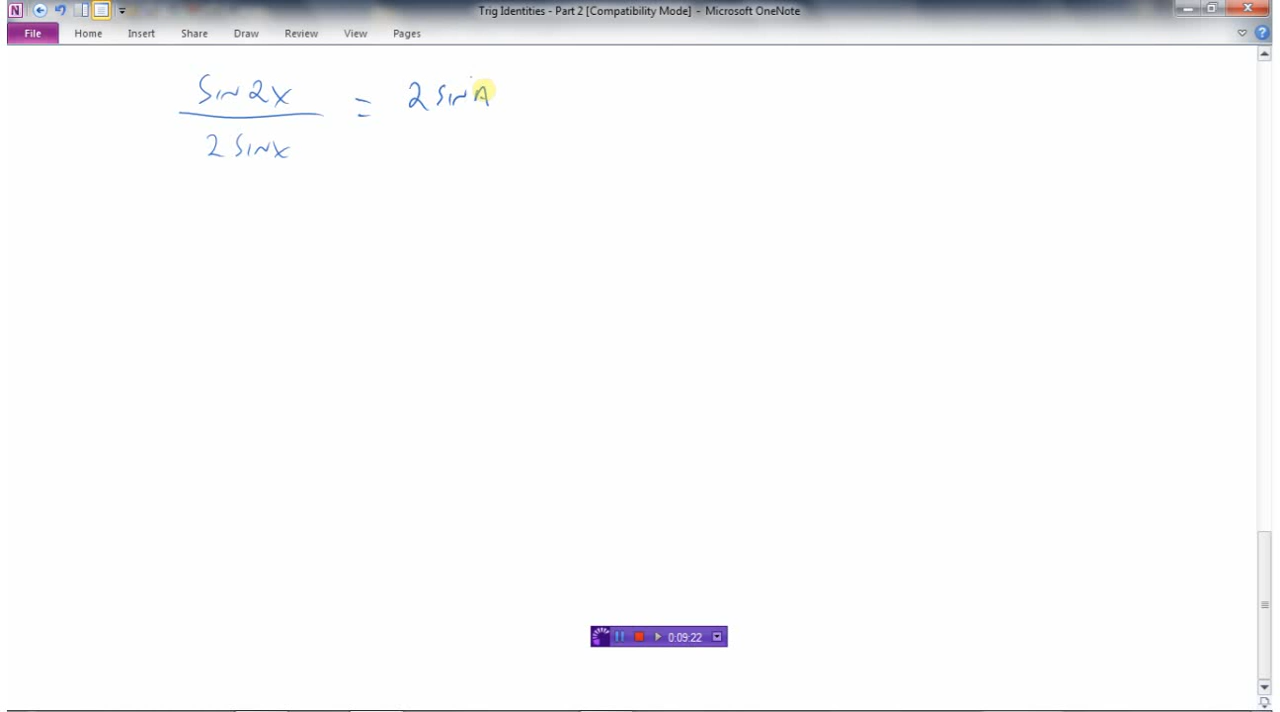 Trig Identities - Part 2 [Compatibility Mode] - Microsoft OneNote
File Home Insert Share Draw Review View Pages
sin 2x
= 2 sin A
2 sin x
0:09:22